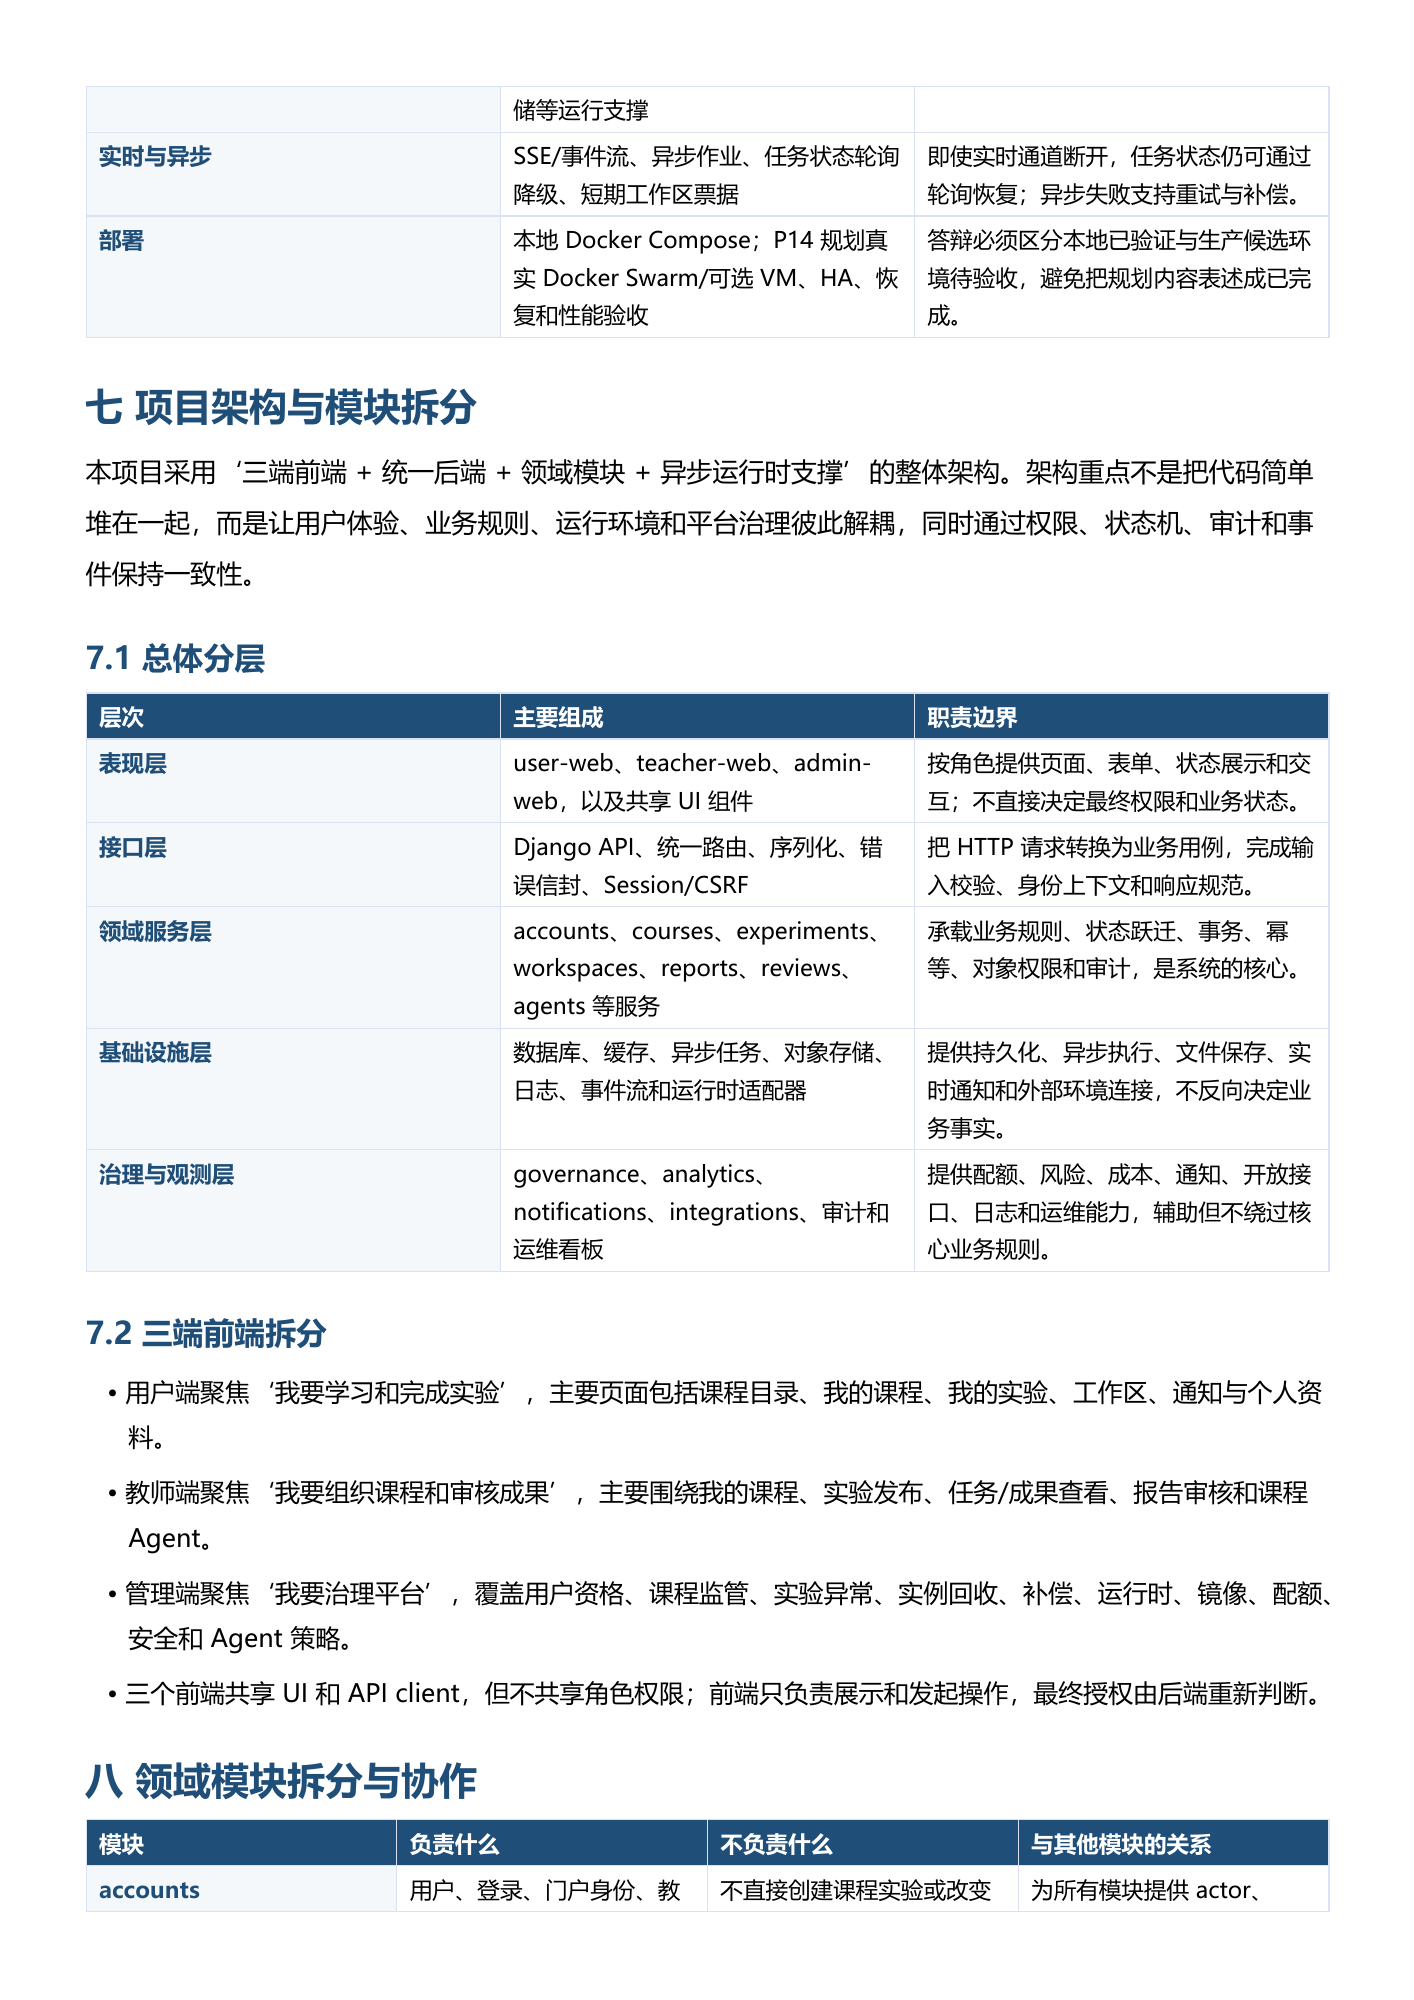 储等运行支撑
实时与异步
SSE/事件流、异步作业、任务状态轮询
降级、短期工作区票据
即使实时通道断开，任务状态仍可通过
轮询恢复；异步失败支持重试与补偿。
部署
本地 Docker Compose；P14 规划真
实 Docker Swarm/可选 VM、HA、恢
复和性能验收
答辩必须区分本地已验证与生产候选环
境待验收，避免把规划内容表述成已完
成。
七 项目架构与模块拆分
本项目采用‘三端前端 + 统一后端 + 领域模块 + 异步运行时支撑’的整体架构。架构重点不是把代码简单
堆在一起，而是让用户体验、业务规则、运行环境和平台治理彼此解耦，同时通过权限、状态机、审计和事
件保持一致性。
7.1 总体分层
层次
主要组成
职责边界
表现层
user-web、teacher-web、admin-
web，以及共享 UI 组件
按角色提供页面、表单、状态展示和交
互；不直接决定最终权限和业务状态。
接口层
Django API、统一路由、序列化、错
误信封、Session/CSRF
把 HTTP 请求转换为业务用例，完成输
入校验、身份上下文和响应规范。
领域服务层
accounts、courses、experiments、
workspaces、reports、reviews、
agents 等服务
承载业务规则、状态跃迁、事务、幂
等、对象权限和审计，是系统的核心。
基础设施层
数据库、缓存、异步任务、对象存储、
日志、事件流和运行时适配器
提供持久化、异步执行、文件保存、实
时通知和外部环境连接，不反向决定业
务事实。
治理与观测层
governance、analytics、
notifications、integrations、审计和
运维看板
提供配额、风险、成本、通知、开放接
口、日志和运维能力，辅助但不绕过核
心业务规则。
7.2 三端前端拆分
• 用户端聚焦‘我要学习和完成实验’，主要页面包括课程目录、我的课程、我的实验、工作区、通知与个人资
料。
• 教师端聚焦‘我要组织课程和审核成果’，主要围绕我的课程、实验发布、任务/成果查看、报告审核和课程
Agent。
• 管理端聚焦‘我要治理平台’，覆盖用户资格、课程监管、实验异常、实例回收、补偿、运行时、镜像、配额、
安全和 Agent 策略。
• 三个前端共享 UI 和 API client，但不共享角色权限；前端只负责展示和发起操作，最终授权由后端重新判断。
八 领域模块拆分与协作
模块
负责什么
不负责什么
与其他模块的关系
accounts
用户、登录、门户身份、教
不直接创建课程实验或改变
为所有模块提供 actor、